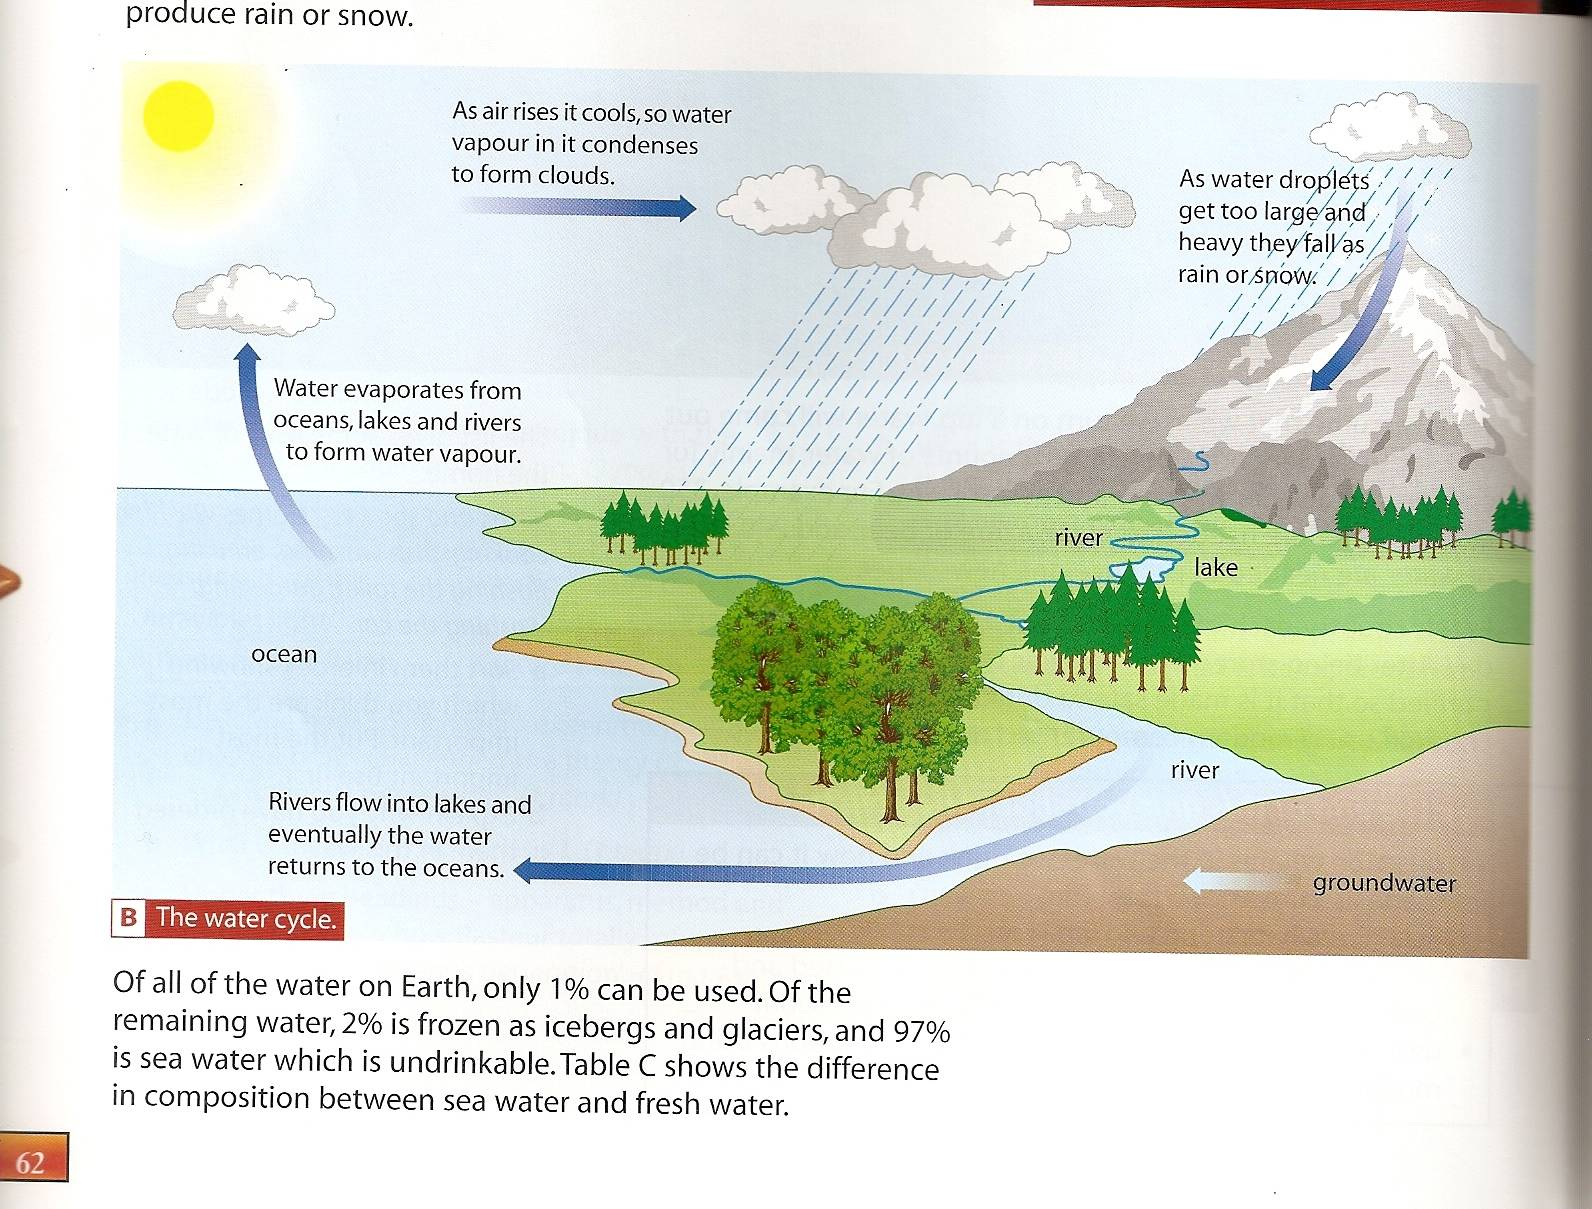 produce rain or snow.
As air rises it cools, so water
vapour in it condenses
to form clouds.
As water droplets
get too large and
heavy they fall as
rain or snow.
Water evaporates from
oceans, lakes and rivers
to form water vapour.
river
lake
ocean
river
Rivers flow into lakes and
eventually the water
returns to the oceans.
groundwater
B The water cycle.
Of all of the water on Earth, only 1% can be used. Of the
remaining water, 2% is frozen as icebergs and glaciers, and 97%
is sea water which is undrinkable. Table C shows the difference
in composition between sea water and fresh water.
62